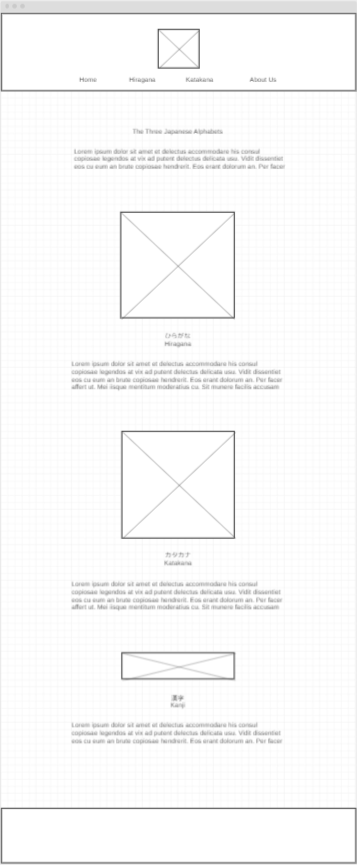 Home Hiragana Katakana About Us
The Three Japanese Alphabets
Lorem ipsum dolor sit amet et delectus accommodare his consul
copiosae legendos at vix ad putent delectus delicata usu. Vidit dissentiet
eos cu eum an brute copiosae hendrerit. Eos erant dolorum an. Per facer
ひらがな
Hiragana
Lorem ipsum dolor sit amet et delectus accommodare his consul
copiosae legendos at vix ad putent delectus delicata usu. Vidit dissentiet
eos cu eum an brute copiosae hendrerit. Eos erant dolorum an. Per facer
affert ut. Mei iisque mentitum moderatius cu. Sit munere facilis accusam
カタカナ
Katakana
Lorem ipsum dolor sit amet et delectus accommodare his consul
copiosae legendos at vix ad putent delectus delicata usu. Vidit dissentiet
eos cu eum an brute copiosae hendrerit. Eos erant dolorum an. Per facer
affert ut. Mei iisque mentitum moderatius cu. Sit munere facilis accusam
漢字
Kanji
Lorem ipsum dolor sit amet et delectus accommodare his consul
copiosae legendos at vix ad putent delectus delicata usu. Vidit dissentiet
eos cu eum an brute copiosae hendrerit. Eos erant dolorum an. Per facer